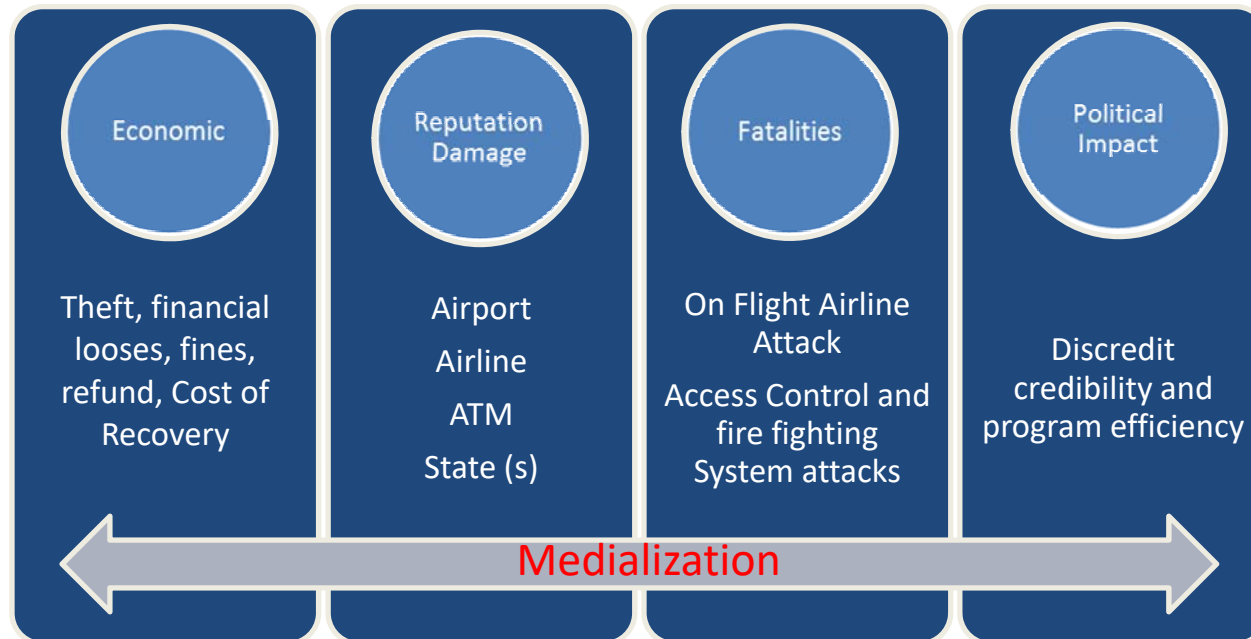 Economic
Theft, financial
looses, fines,
refund, Cost of
Recovery
Reputation
Damage
Airport
Airline
ATM
State (s)
Fatalities
On Flight Airline
Attack
Access Control and
fire fighting
System attacks
Political
Impact
Discredit
credibility and
program efficiency
Medialization